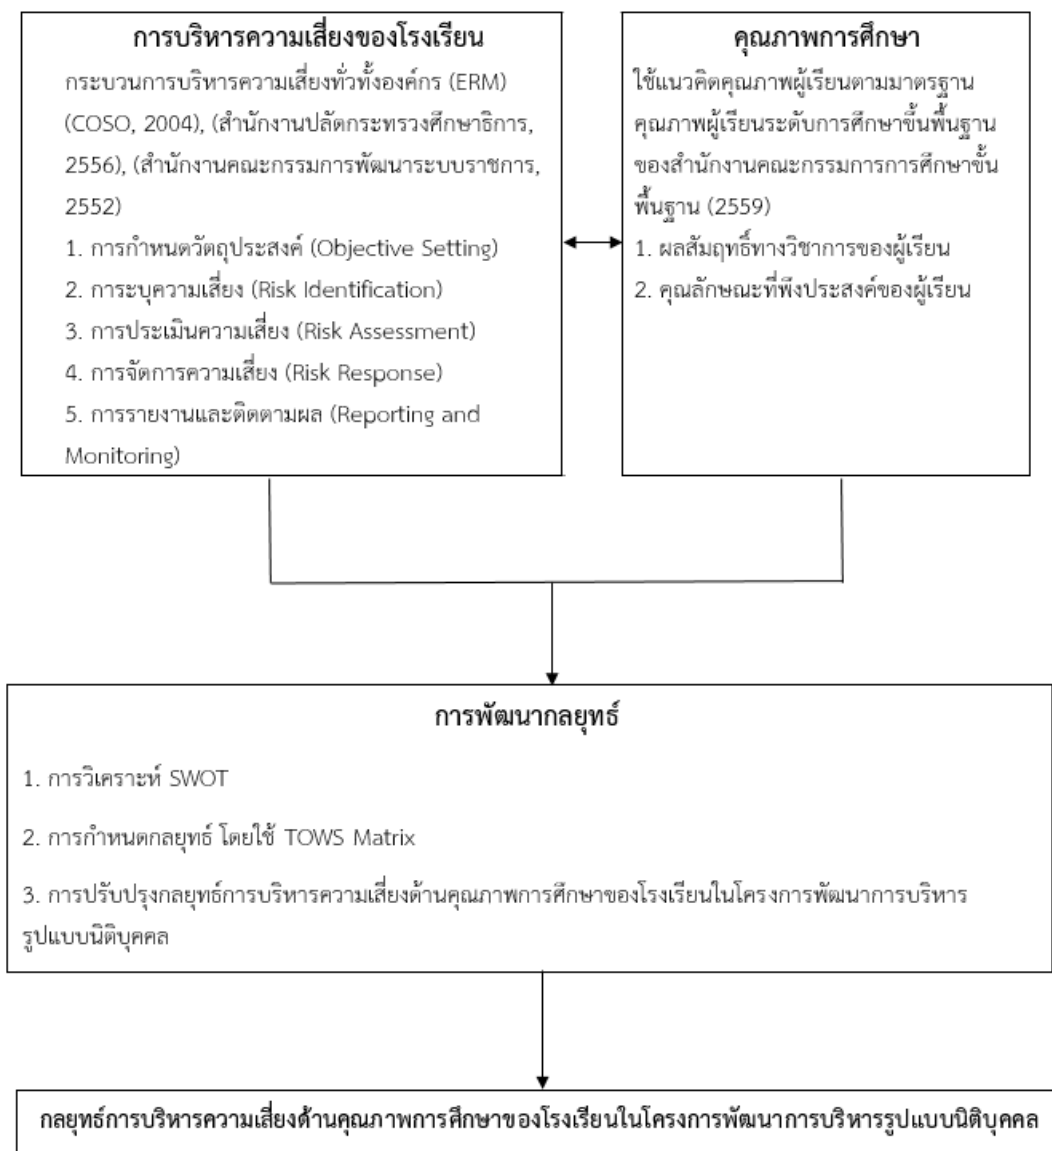 การบริหารความเสี่ยงของโรงเรียน
กระบวนการบริหารความเสี่ยงทั่วทั้งองค์กร (ERM)
(COSO, 2004), (สำนักงานปลัดกระทรวงศึกษาธิการ,
2556), (สำนักงานคณะกรรมการพัฒนาระบบราชการ,
2552)
1. การกำหนดวัตถุประสงค์ (Objective Setting)
2. การะบุความเสี่ยง (Risk Identification)
3. การประเมินความเสี่ยง (Risk Assessment)
4. การจัดการความเสี่ยง (Risk Response)
5. การรายงานและติดตามผล (Reporting and
Monitoring)
คุณภาพการศึกษา
ใช้แนวคิดคุณภาพผู้เรียนตามมาตรฐาน
คุณภาพผู้เรียนระดับการศึกษาขึ้นพื้นฐาน
ของสำนักงานคณะกรรมการการศึกษาขั้น
พื้นฐาน (2559)
1. ผลสัมฤทธิ์ทางวิชาการของผู้เรียน
2. คุณลักษณะที่พึงประสงค์ของผู้เรียน
การพัฒนากลยุทธ์
1. การวิเคราะห์ SWOT
2. การกำหนดกลยุทธ์ โดยใช้ TOWS Matrix
3. การปรับปรุงกลยุทธ์การบริหารความเสี่ยงด้านคุณภาพการศึกษาของโรงเรียนในโครงการพัฒนาการบริหาร
รูปแบบนิติบุคคล
กลยุทธ์การบริหารความเสี่ยงด้านคุณภาพการศึกษาของโรงเรียนในโครงการพัฒนาการบริหารรูปแบบนิติบุคคล